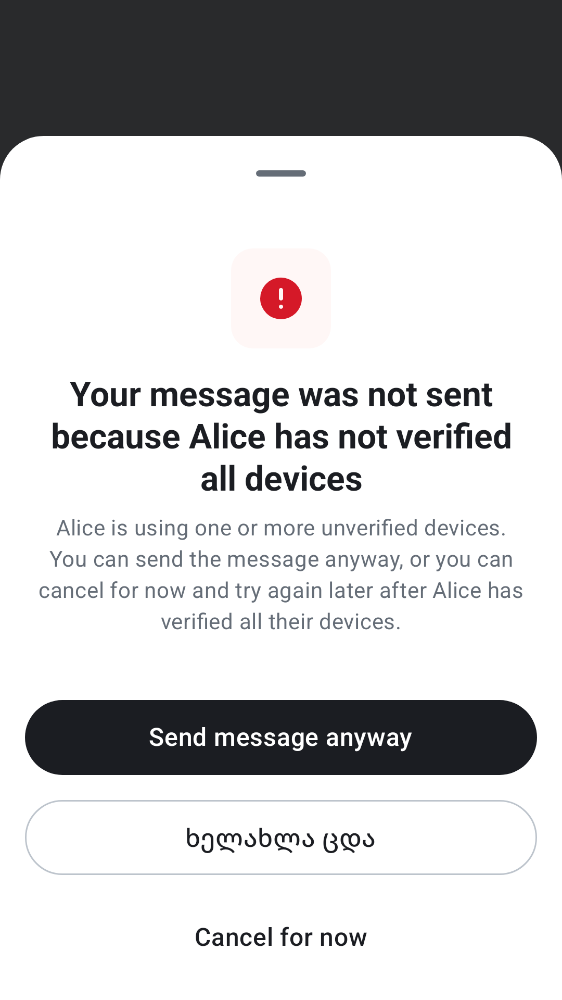 Your message was not sent
because Alice has not verified
all devices
Alice is using one or more unverified devices.
You can send the message anyway, or you can
cancel for now and try again later after Alice has
verified all their devices.
Send message anyway
ხელახლა ცდა
Cancel for now